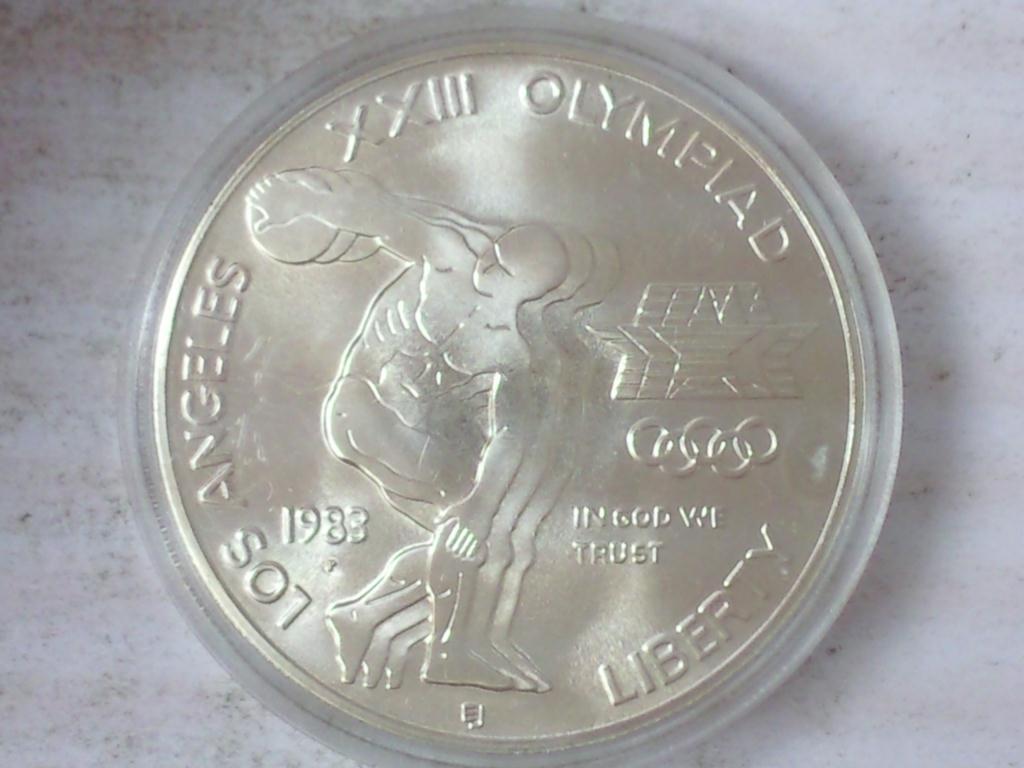 LOS ANGELES XXIII OLYMPIAD
1983
P
IN GOD WE
TRUST
LIBERTY